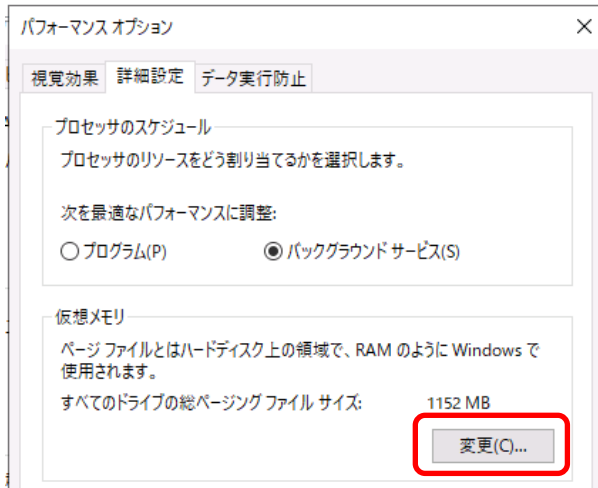 パフォーマンス オプション
視覚効果 詳細設定 データ実行防止
プロセッサのスケジュール
プロセッサのリソースをどう割り当てるかを選択します。
次を最適なパフォーマンスに調整:
プログラム(P) バックグラウンド サービス(S)
仮想メモリ
ページ ファイルとはハードディスク上の領域で、RAM のように Windows で
使用されます。
すべてのドライブの総ページング ファイル サイズ: 1152 MB
変更(C)...